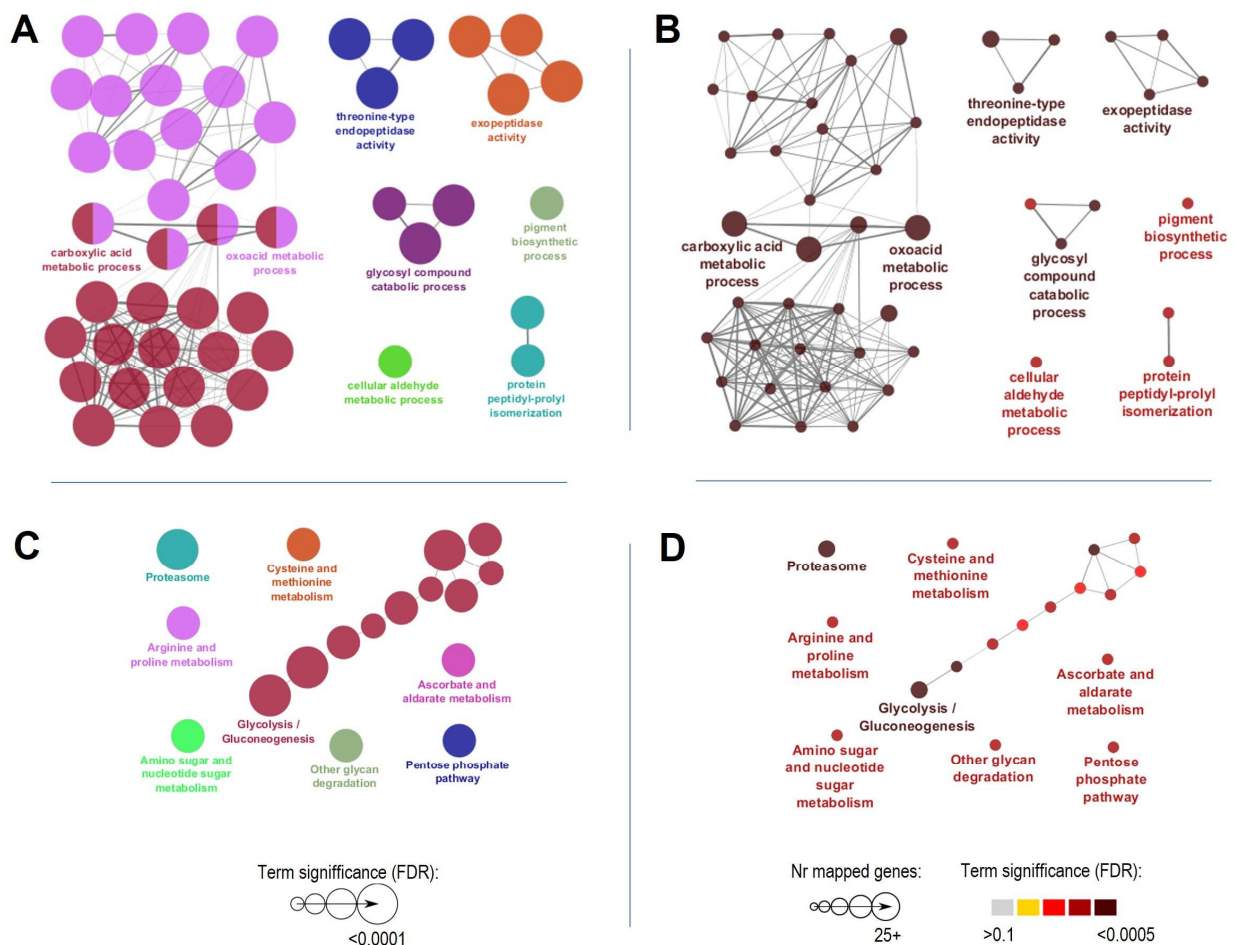 A
threonine-type
endopeptidase
activity
exopeptidase
activity
carboxylic acid
metabolic process
oxoacid metabolic
process
glycosyl compound
catabolic process
pigment
biosynthetic
process
cellular aldehyde
metabolic process
protein
peptidyl-prolyl
isomerization
B
threonine-type
endopeptidase
activity
exopeptidase
activity
carboxylic acid
metabolic
process
oxoacid
metabolic
process
glycosyl
compound
catabolic
process
pigment
biosynthetic
process
cellular
aldehyde
metabolic
process
protein
peptidyl-prolyl
isomerization
C
Proteasome
Cysteine and
methionine
metabolism
Arginine and
proline metabolism
Ascorbate and
aldarate metabolism
Glycolysis /
Gluconeogenesis
Amino sugar and
nucleotide sugar
metabolism
Other glycan
degradation
Pentose phosphate
pathway
Term signifficance (FDR):
<0.0001
D
Proteasome
Cysteine and
methionine
metabolism
Arginine and
proline
metabolism
Ascorbate and
aldarate
metabolism
Glycolysis /
Gluconeogenesis
Amino sugar
and nucleotide
sugar
metabolism
Other glycan
degradation
Pentose
phosphate
pathway
Nr mapped genes:
25+
Term signifficance (FDR):
>0.1 <0.0005